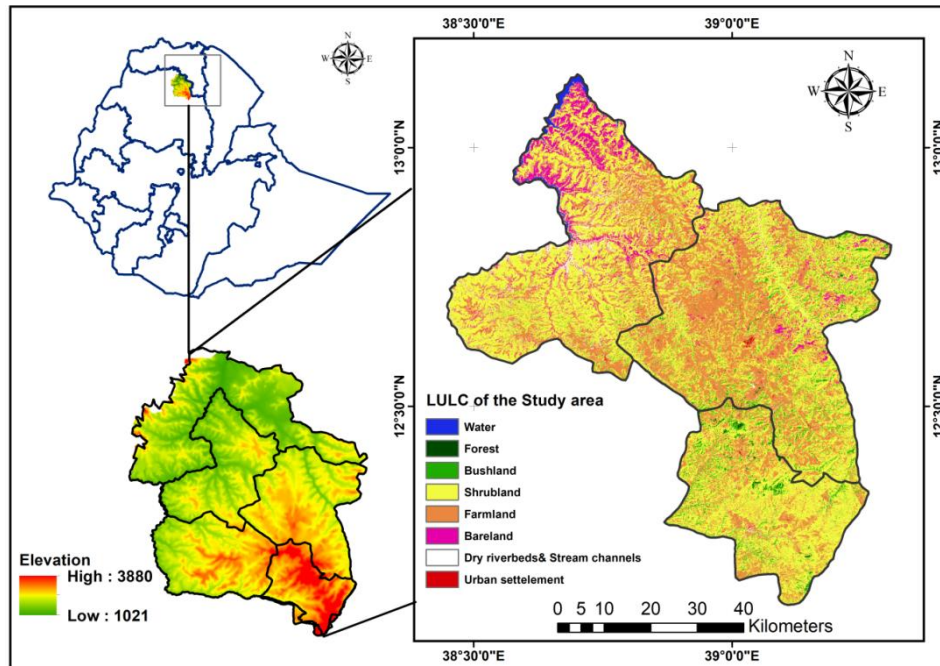 38°30'0"E 39°0'0"E
N
W E
S
N
W E
S
13°0'0"N
13°0'0"N
12°30'0"N
12°30'0"N
LULC of the Study area
Water
Forest
Bushland
Shrubland
Farmland
Bareland
Dry riverbeds& Stream channels
Urban settelement
Elevation
High : 3880
Low : 1021
0 5 10 20 30 40
Kilometers
38°30'0"E 39°0'0"E